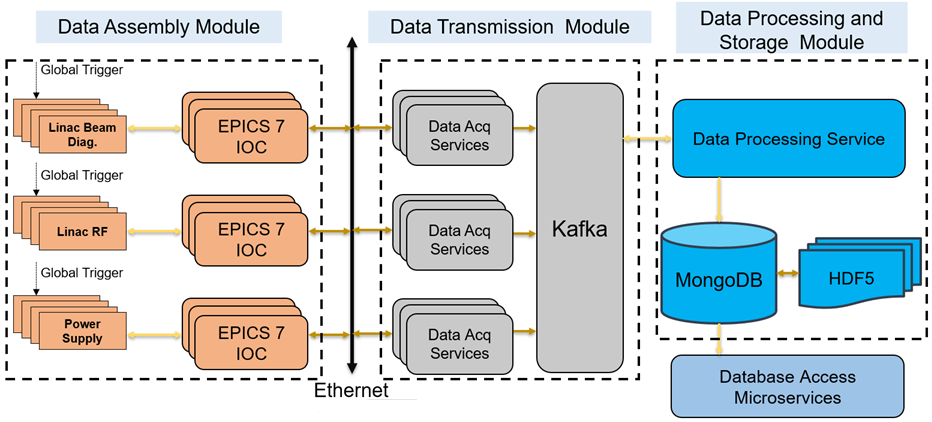 Data Assembly Module
Data Transmission Module
Data Processing and
Storage Module
Global Trigger
Linac Beam
Diag.
EPICS 7
IOC
Data Acq
Services
Global Trigger
Linac RF
EPICS 7
IOC
Data Acq
Services
Global Trigger
Power
Supply
EPICS 7
IOC
Data Acq
Services
Kafka
Data Processing Service
MongoDB
HDF5
Database Access
Microservices
Ethernet